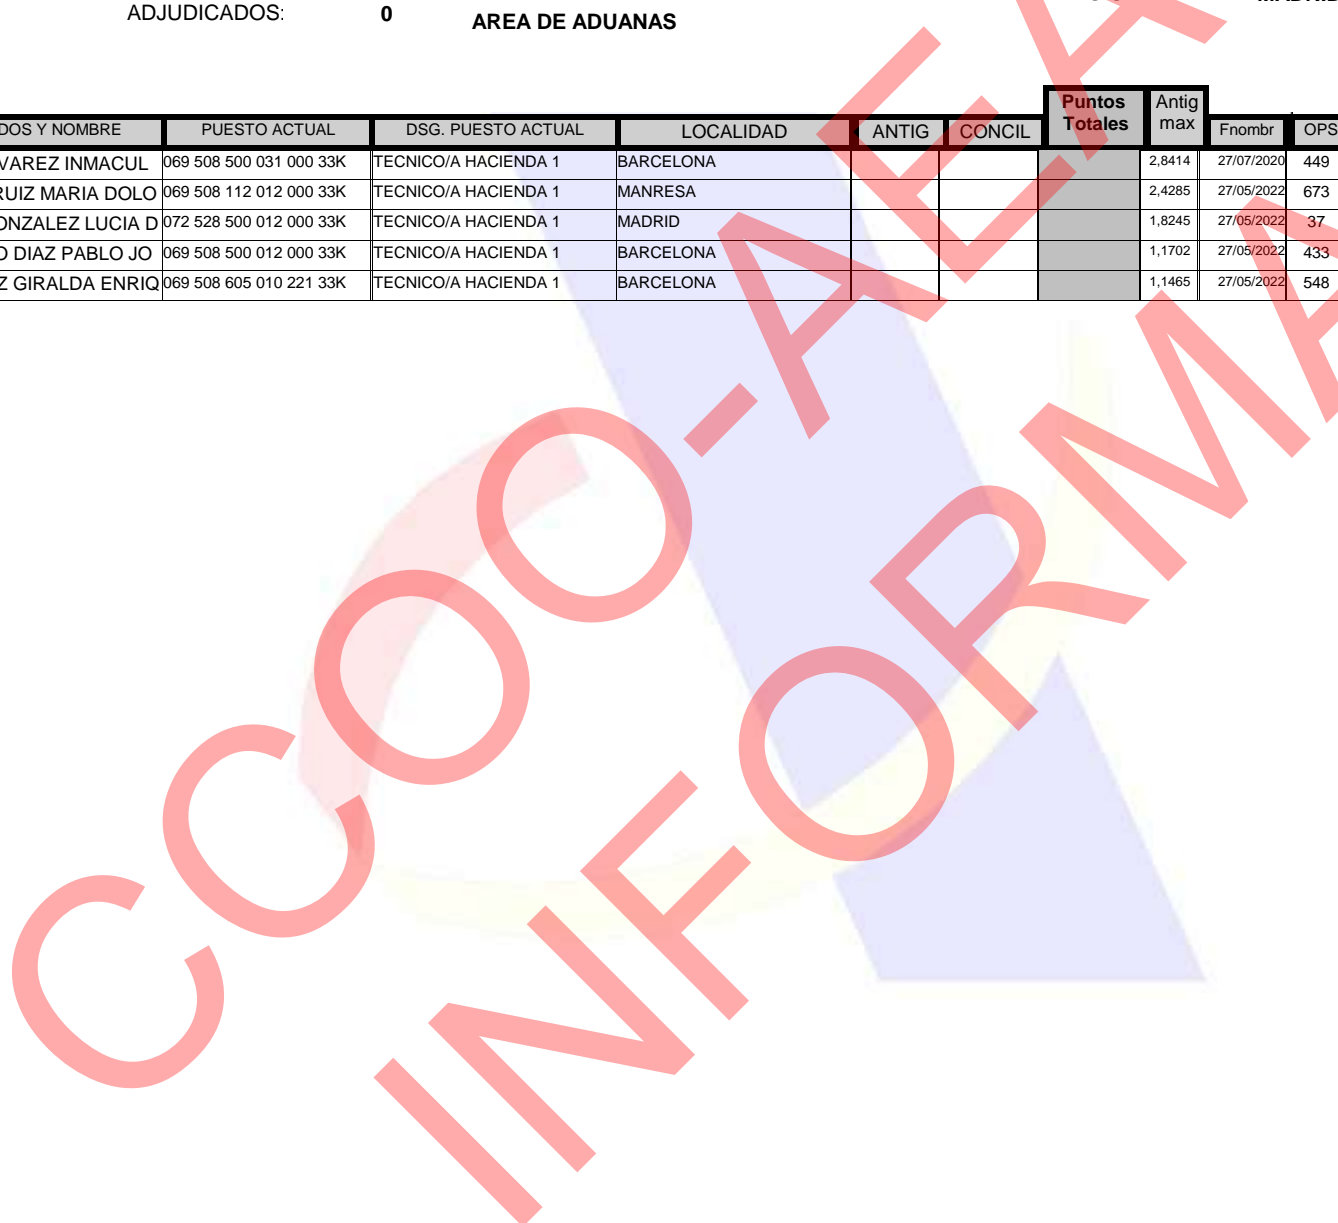 ADJUDICADOS: 0 AREA DE ADUANAS
DOS Y NOMBRE PUESTO ACTUAL DSG. PUESTO ACTUAL LOCALIDAD ANTIG CONCIL Puntos Totales Antig max Fnombr OPS
VAREZ INMACUL 069 508 500 031 000 33K TECNICO/A HACIENDA 1 BARCELONA 2,8414 27/07/2020 449
RUIZ MARIA DOLO 069 508 112 012 000 33K TECNICO/A HACIENDA 1 MANRESA 2,4285 27/05/2022 673
ONZALEZ LUCIA D 072 528 500 012 000 33K TECNICO/A HACIENDA 1 MADRID 1,8245 27/05/2022 37
O DIAZ PABLO JO 069 508 500 012 000 33K TECNICO/A HACIENDA 1 BARCELONA 1,1702 27/05/2022 433
Z GIRALDA ENRIQ 069 508 605 010 221 33K TECNICO/A HACIENDA 1 BARCELONA 1,1465 27/05/2022 548
CCOO-AEA
INFORMA